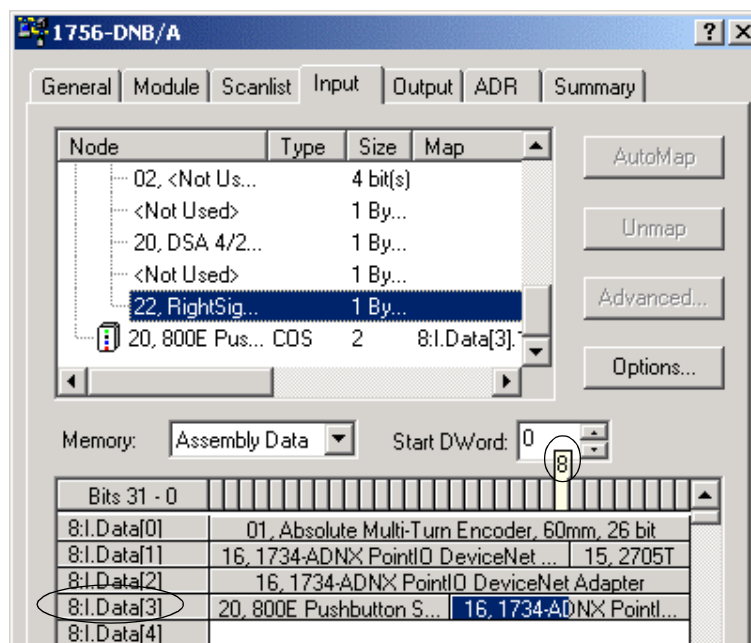 1756-DNB/A
General Module Scanlist Input Output ADR Summary
Node Type Size Map
02, <Not Us... 4 bit(s)
<Not Used> 1 By...
20, DSA 4/2... 1 By...
<Not Used> 1 By...
22, RightSig... 1 By...
20, 800E Pus... COS 2 8:I.Data[3].
AutoMap
Unmap
Advanced...
Options...
Memory: Assembly Data Start DWord: 0
8
Bits 31 - 0
8:I.Data[0] 01, Absolute Multi-Turn Encoder, 60mm, 26 bit
8:I.Data[1] 16, 1734-ADNX PointIO DeviceNet ... 15, 2705T
8:I.Data[2] 16, 1734-ADNX PointIO DeviceNet Adapter
8:I.Data[3] 20, 800E Pushbutton S... 16, 1734-ADNX PointI...
8:I.Data[4]